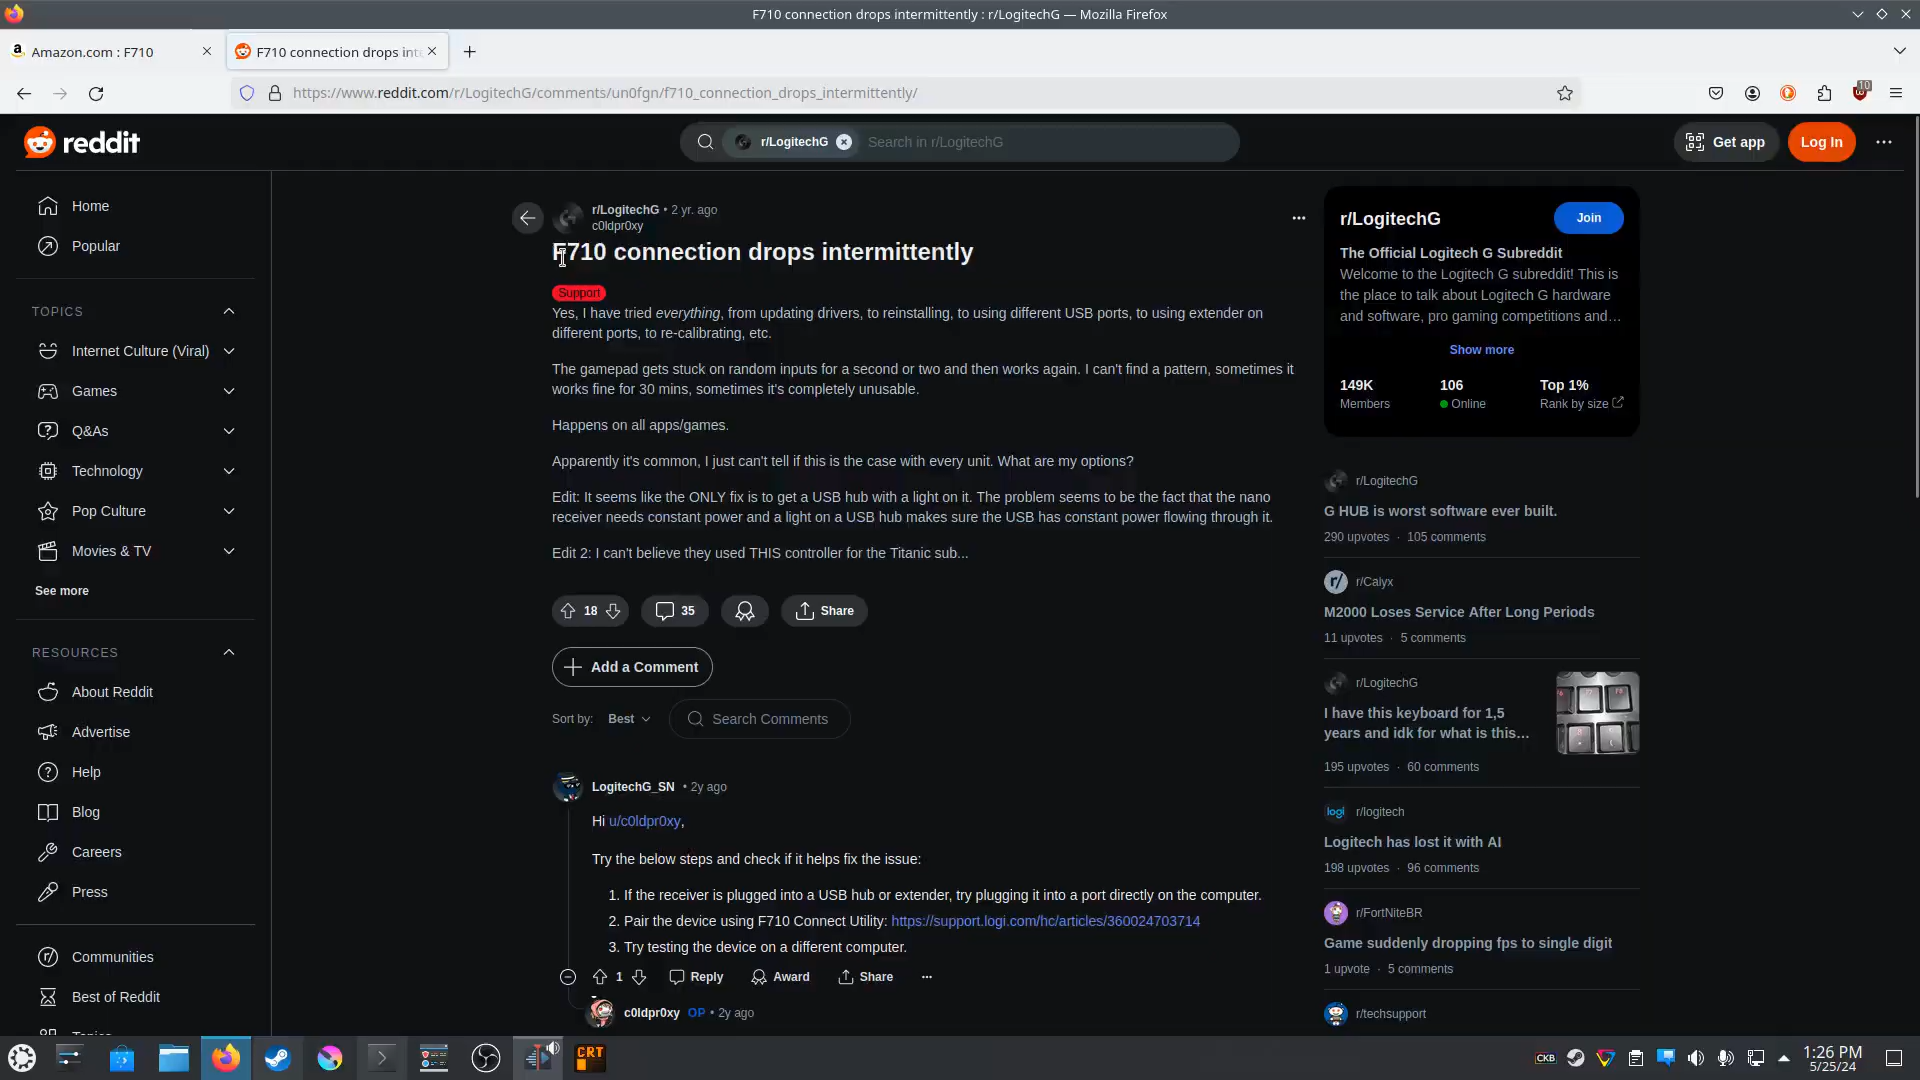 F710 connection drops intermittently : r/LogitechG — Mozilla Firefox
Amazon.com : F710
F710 connection drops int
https://www.reddit.com/r/LogitechG/comments/un0fgn/f710_connection_drops_intermittently/
10
reddit
r/LogitechG
Search in r/LogitechG
Get app
Log In
Home
Popular
TOPICS
Internet Culture (Viral)
Games
Q&As
Technology
Pop Culture
Movies & TV
See more
RESOURCES
About Reddit
Advertise
Help
Blog
Careers
Press
Communities
Best of Reddit
r/LogitechG • 2 yr. ago
c0ldpr0xy
F710 connection drops intermittently
Support
Yes, I have tried everything, from updating drivers, to reinstalling, to using different USB ports, to using extender on
different ports, to re-calibrating, etc.
The gamepad gets stuck on random inputs for a second or two and then works again. I can't find a pattern, sometimes it
works fine for 30 mins, sometimes it's completely unusable.
Happens on all apps/games.
Apparently it's common, I just can't tell if this is the case with every unit. What are my options?
Edit: It seems like the ONLY fix is to get a USB hub with a light on it. The problem seems to be the fact that the nano
receiver needs constant power and a light on a USB hub makes sure the USB has constant power flowing through it.
Edit 2: I can't believe they used THIS controller for the Titanic sub...
18
35
Share
Add a Comment
Sort by: Best
Search Comments
LogitechG_SN • 2y ago
Hi u/c0ldpr0xy,
Try the below steps and check if it helps fix the issue:
1. If the receiver is plugged into a USB hub or extender, try plugging it into a port directly on the computer.
2. Pair the device using F710 Connect Utility: https://support.logi.com/hc/articles/360024703714
3. Try testing the device on a different computer.
1 Reply Award Share
c0ldpr0xy OP • 2y ago
r/LogitechG
Join
The Official Logitech G Subreddit
Welcome to the Logitech G subreddit! This is
the place to talk about Logitech G hardware
and software, pro gaming competitions and…
Show more
149K 106 Top 1%
Members Online Rank by size
r/LogitechG
G HUB is worst software ever built.
290 upvotes · 105 comments
r/Calyx
M2000 Loses Service After Long Periods
11 upvotes · 5 comments
r/LogitechG
I have this keyboard for 1,5
years and idk for what is this…
195 upvotes · 60 comments
logi
r/logitech
Logitech has lost it with AI
198 upvotes · 96 comments
r/FortNiteBR
Game suddenly dropping fps to single digit
1 upvote · 5 comments
r/techsupport
CRT
CKB
1:26 PM
5/25/24